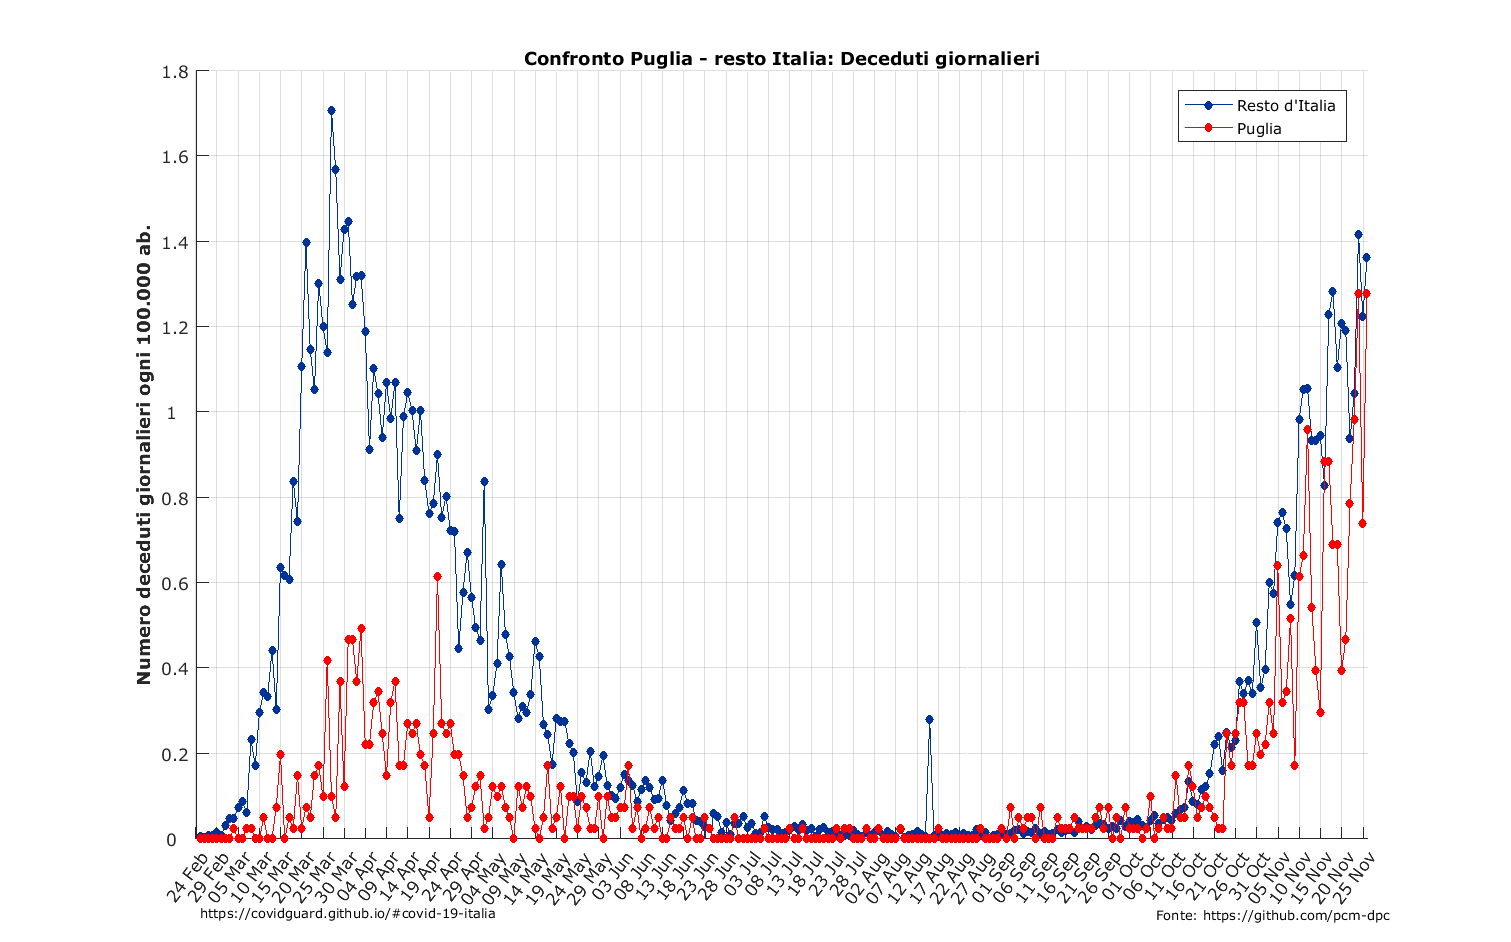 Confronto Puglia - resto Italia: Deceduti giornalieri
Numero deceduti giornalieri ogni 100.000 ab.
1.8
1.6
1.4
1.2
1
0.8
0.6
0.4
0.2
0
Resto d'Italia
Puglia
24 Feb
29 Feb
05 Mar
10 Mar
15 Mar
20 Mar
25 Mar
30 Mar
04 Apr
09 Apr
14 Apr
19 Apr
24 Apr
29 Apr
04 May
09 May
14 May
19 May
24 May
29 May
03 Jun
08 Jun
13 Jun
18 Jun
23 Jun
28 Jun
03 Jul
08 Jul
13 Jul
18 Jul
23 Jul
28 Jul
02 Aug
07 Aug
12 Aug
17 Aug
22 Aug
27 Aug
01 Sep
06 Sep
11 Sep
16 Sep
21 Sep
26 Sep
01 Oct
06 Oct
11 Oct
16 Oct
21 Oct
26 Oct
31 Oct
05 Nov
10 Nov
15 Nov
20 Nov
25 Nov
https://covidguard.github.io/#covid-19-italia
Fonte: https://github.com/pcm-dpc